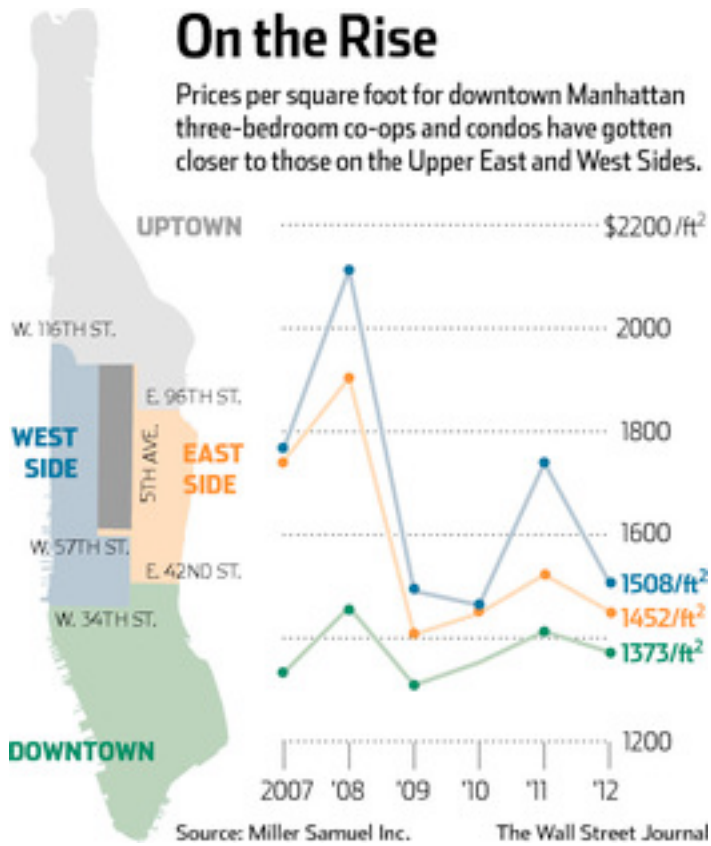 On the Rise
Prices per square foot for downtown Manhattan
three-bedroom co-ops and condos have gotten
closer to those on the Upper East and West Sides.
UPTOWN
$2200/ft²
W. 116TH ST.
2000
E. 96TH ST.
WEST
SIDE
5TH AVE.
EAST
SIDE
1800
W. 57TH ST.
1600
E. 42ND ST.
1508/ft²
W. 34TH ST.
1452/ft²
1373/ft²
DOWNTOWN
1200
2007 '08 '09 '10 '11 '12
Source: Miller Samuel Inc. The Wall Street Journal